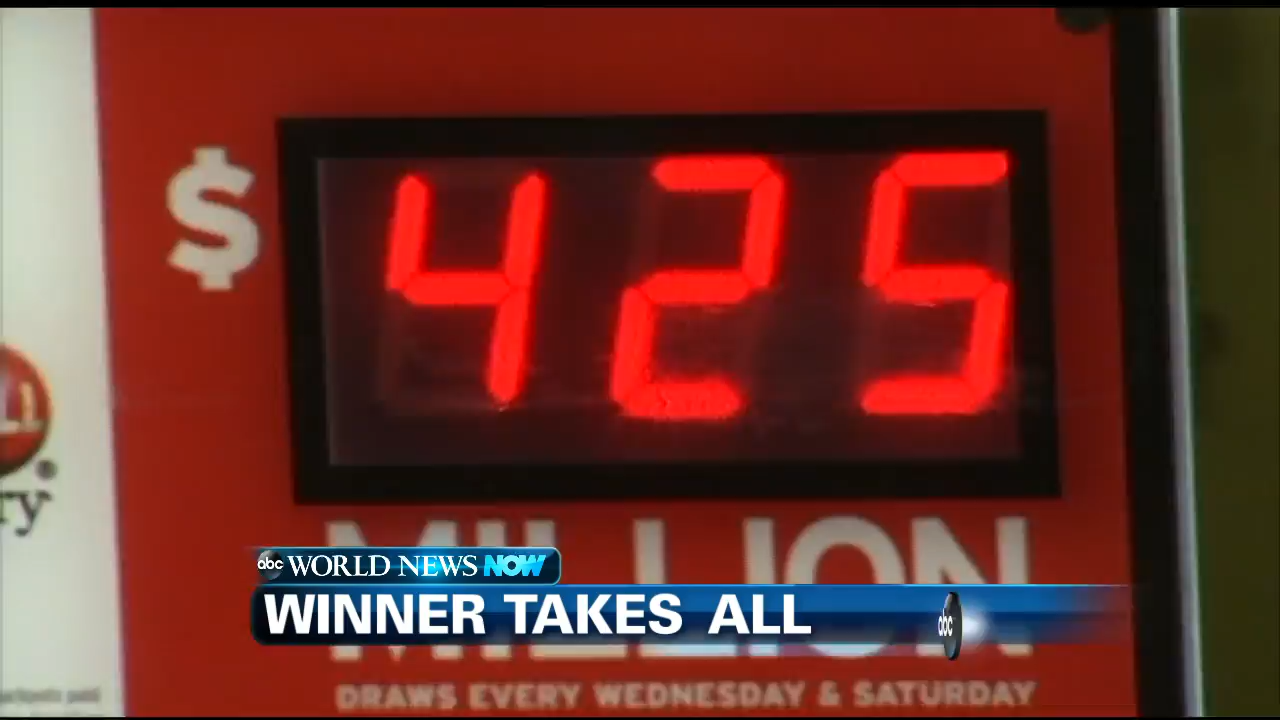 $ 425
MILLION
abc WORLD NEWS NOW
WINNER TAKES ALL
abc
DRAWS EVERY WEDNESDAY & SATURDAY